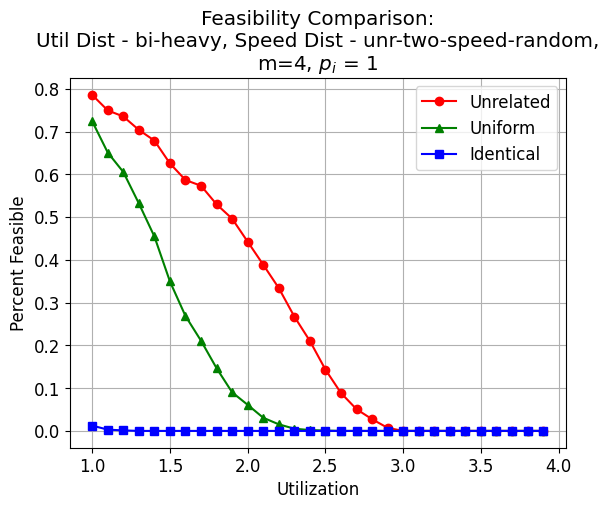 Feasibility Comparison:
Util Dist - bi-heavy, Speed Dist - unr-two-speed-random,
m=4, p_i = 1
0.8
0.7
0.6
0.5
0.4
0.3
0.2
0.1
0.0
Percent Feasible
Unrelated
Uniform
Identical
1.0 1.5 2.0 2.5 3.0 3.5 4.0
Utilization